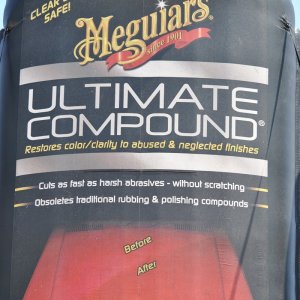 CLEAR
SAFE!
Meguiar's
since 1901
ULTIMATE
COMPOUND®
Restores color/clarity to abused & neglected finishes
Cuts as fast as harsh abrasives - without scratching
Obsoletes traditional rubbing & polishing compounds
Before
After